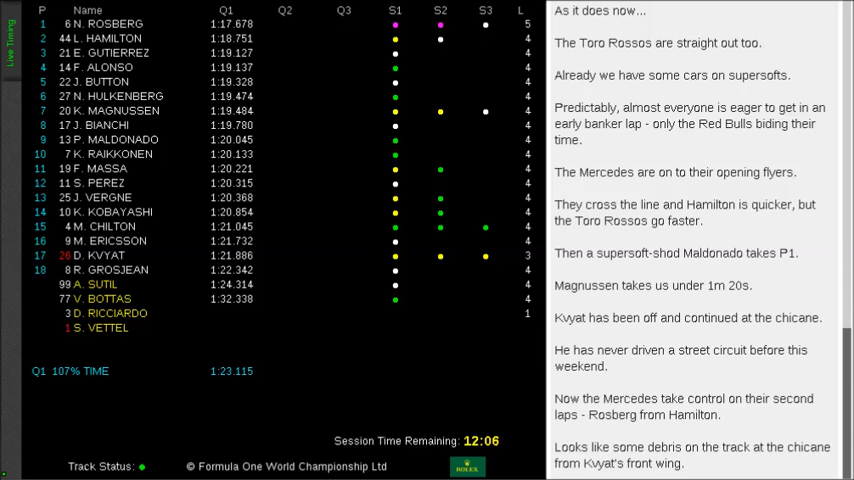 Live Timing
P Name Q1 Q2 Q3 S1 S2 S3 L
1 6 N. ROSBERG 1:17.678 5
2 44 L. HAMILTON 1:18.751 4
3 21 E. GUTIERREZ 1:19.127 4
4 14 F. ALONSO 1:19.137 4
5 22 J. BUTTON 1:19.328 4
6 27 N. HULKENBERG 1:19.474 4
7 20 K. MAGNUSSEN 1:19.484 4
8 17 J. BIANCHI 1:19.780 4
9 13 P. MALDONADO 1:20.045 4
10 7 K. RAIKKONEN 1:20.133 4
11 19 F. MASSA 1:20.221 4
12 11 S. PEREZ 1:20.315 4
13 25 J. VERGNE 1:20.368 4
14 10 K. KOBAYASHI 1:20.854 4
15 4 M. CHILTON 1:21.045 4
16 9 M. ERICSSON 1:21.732 4
17 26 D. KVYAT 1:21.886 3
18 8 R. GROSJEAN 1:22.342 4
99 A. SUTIL 1:24.314 4
77 V. BOTTAS 1:32.338 4
3 D. RICCIARDO 1
1 S. VETTEL
Q1 107% TIME 1:23.115
Session Time Remaining: 12:06
Track Status: © Formula One World Championship Ltd ROLEX
As it does now...
The Toro Rossos are straight out too.
Already we have some cars on supersofts.
Predictably, almost everyone is eager to get in an
early banker lap - only the Red Bulls biding their
time.
The Mercedes are on to their opening flyers.
They cross the line and Hamilton is quicker, but
the Toro Rossos go faster.
Then a supersoft-shod Maldonado takes P1.
Magnussen takes us under 1m 20s.
Kvyat has been off and continued at the chicane.
He has never driven a street circuit before this
weekend.
Now the Mercedes take control on their second
laps - Rosberg from Hamilton.
Looks like some debris on the track at the chicane
from Kvyat's front wing.